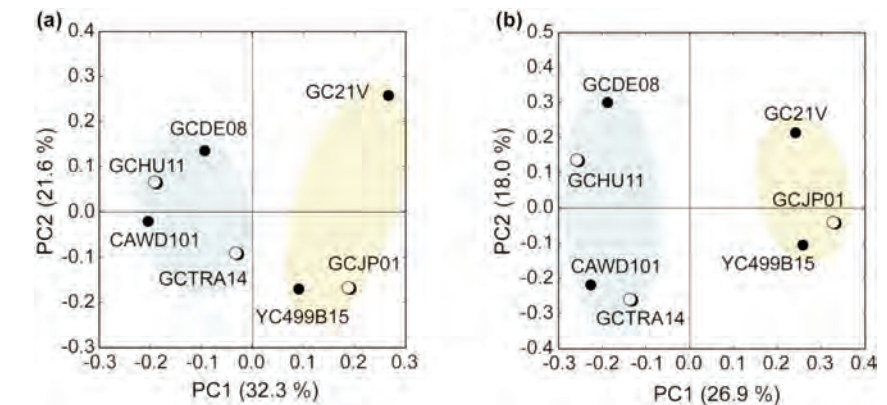 (a)
0.4
0.3
0.2
0.1
0.0
-0.1
-0.2
-0.3
PC2 (21.6 %)
GC21V
GCDE08
GCHU11
CAWD101
GCTRA14
GCJP01
YC499B15
-0.3 -0.2 -0.1 0.0 0.1 0.2 0.3
PC1 (32.3 %)
(b)
0.5
0.4
0.3
0.2
0.1
0.0
-0.1
-0.2
-0.3
-0.4
PC2 (18.0 %)
GCDE08
GC21V
GCHU11
GCJP01
YC499B15
CAWD101
GCTRA14
-0.3 -0.2 -0.1 0.0 0.1 0.2 0.3 0.4
PC1 (26.9 %)